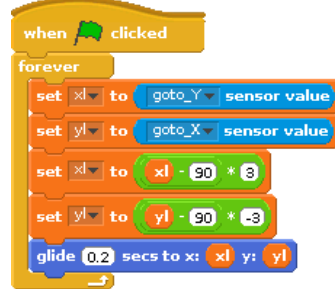 when clicked
forever
set xl to goto_Y sensor value
set yl to goto_X sensor value
set xl to xl - 90 * 3
set yl to yl - 90 * -3
glide 0.2 secs to x: xl y: yl